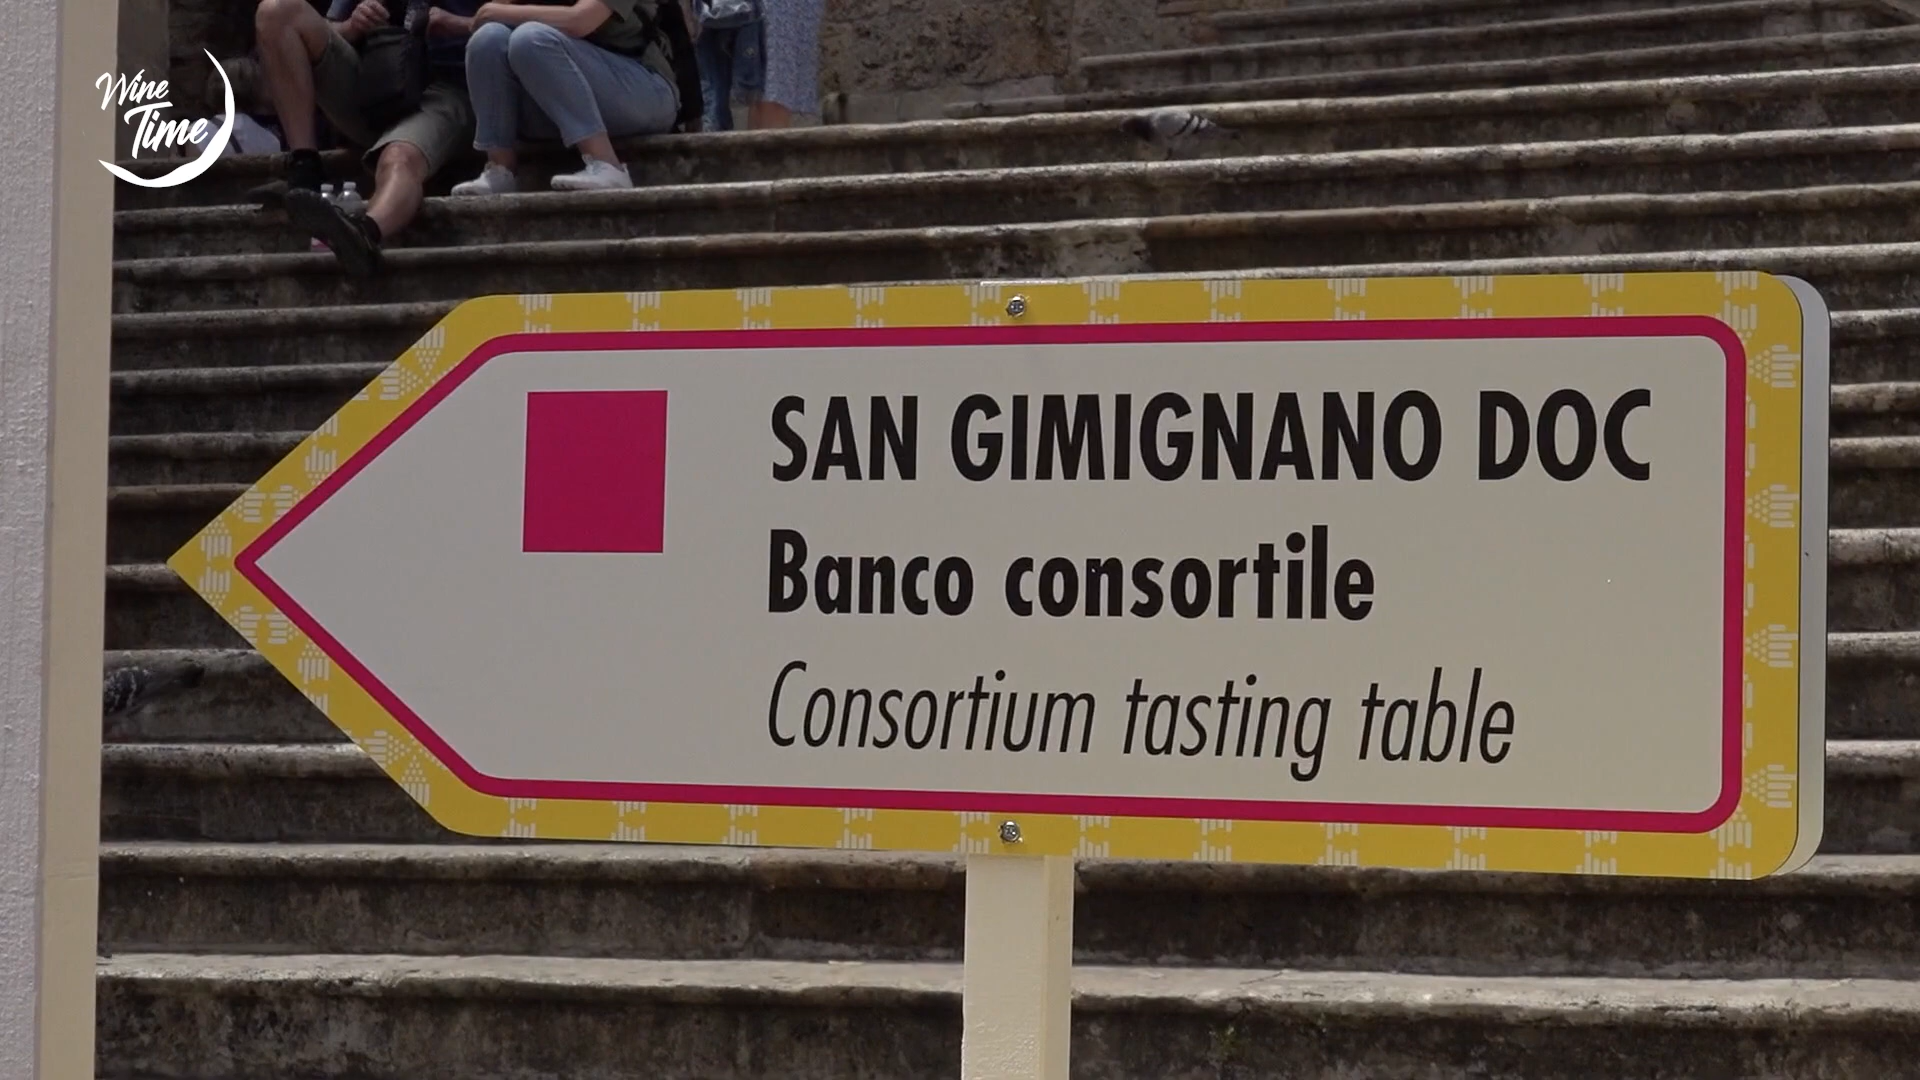 Wine
Time
SAN GIMIGNANO DOC
Banco consortile
Consortium tasting table